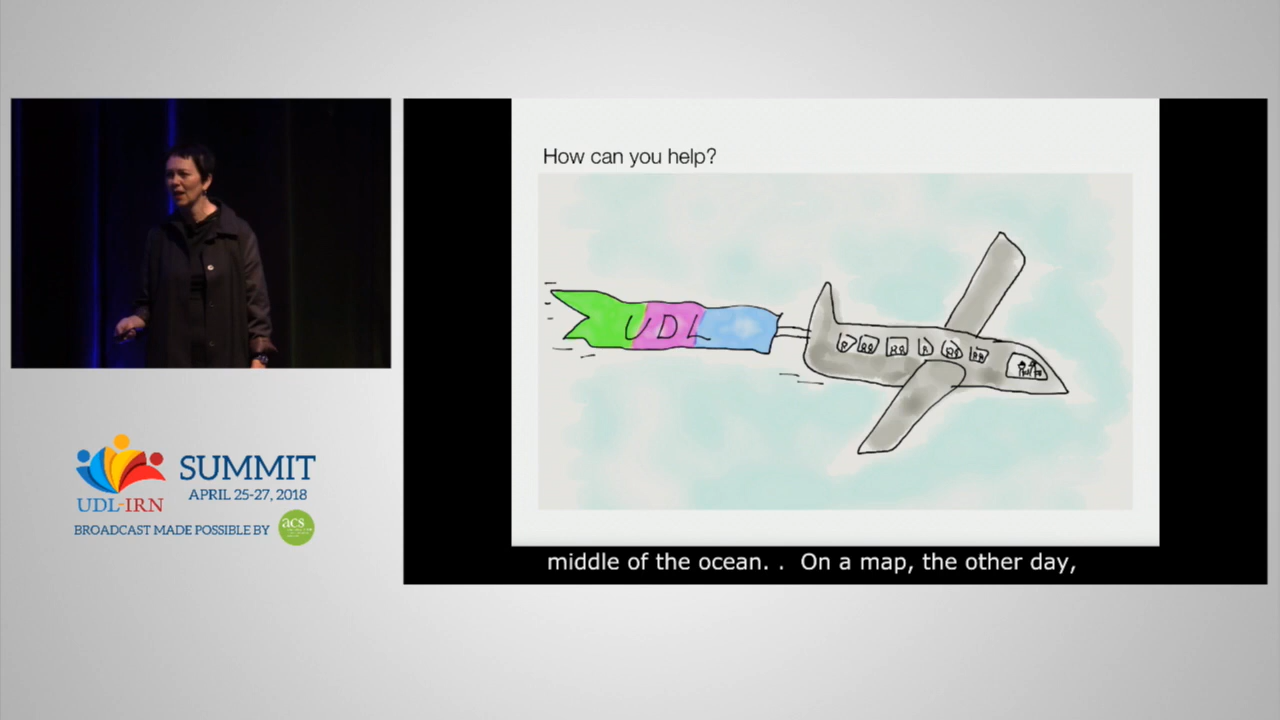 How can you help?
UDL
middle of the ocean. . On a map, the other day,
UDL-IRN
SUMMIT
APRIL 25-27, 2018
BROADCAST MADE POSSIBLE BY
acs